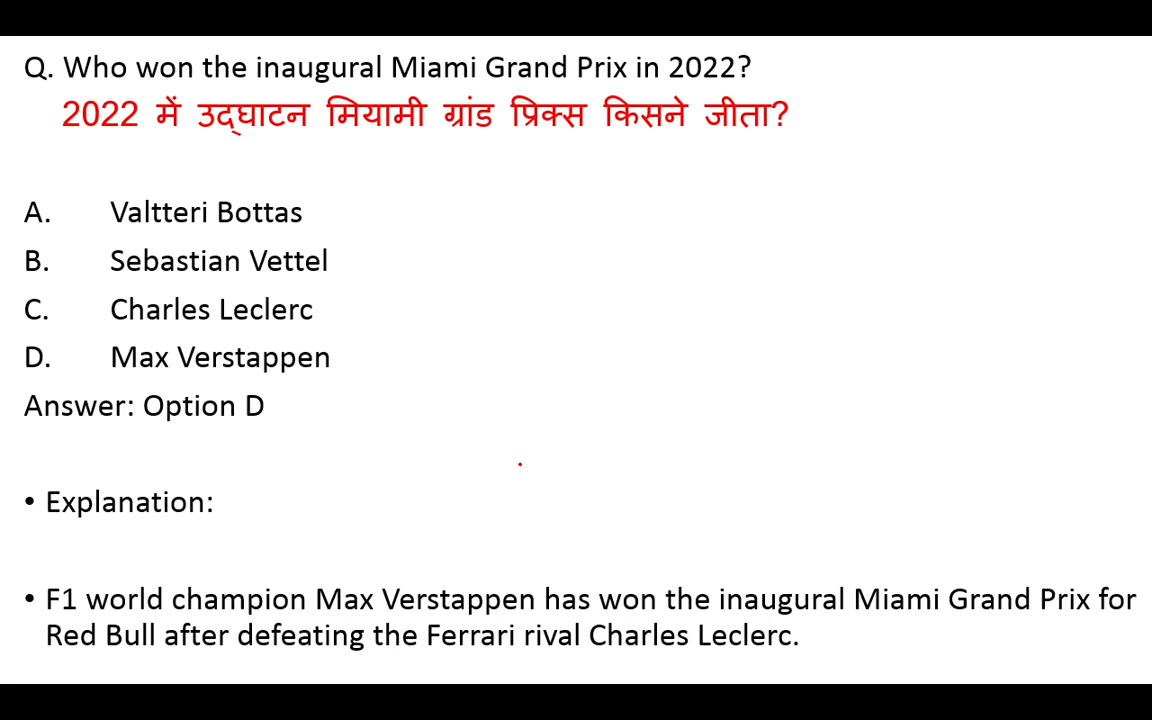 Q. Who won the inaugural Miami Grand Prix in 2022?
2022 में उद्घाटन मियामी ग्रांड प्रिक्स किसने जीता?
A. Valtteri Bottas
B. Sebastian Vettel
C. Charles Leclerc
D. Max Verstappen
Answer: Option D
• Explanation:
• F1 world champion Max Verstappen has won the inaugural Miami Grand Prix for
Red Bull after defeating the Ferrari rival Charles Leclerc.